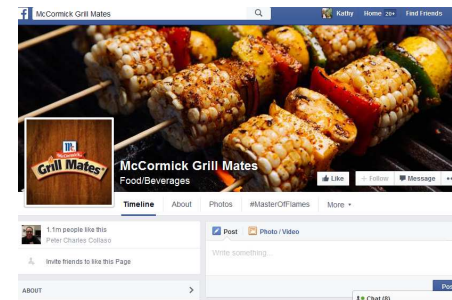 McCormick Grill Mates
Kathy Home 20+ Find Friends
McCormick
Grill Mates
McCormick Grill Mates
Food/Beverages
Like + Follow Message
Timeline About Photos #MasterOfFlames More
1.1m people like this
Peter Charles Collaso
Invite friends to like this Page
ABOUT
Post Photo / Video
Write something...
Pos
Chat (8)